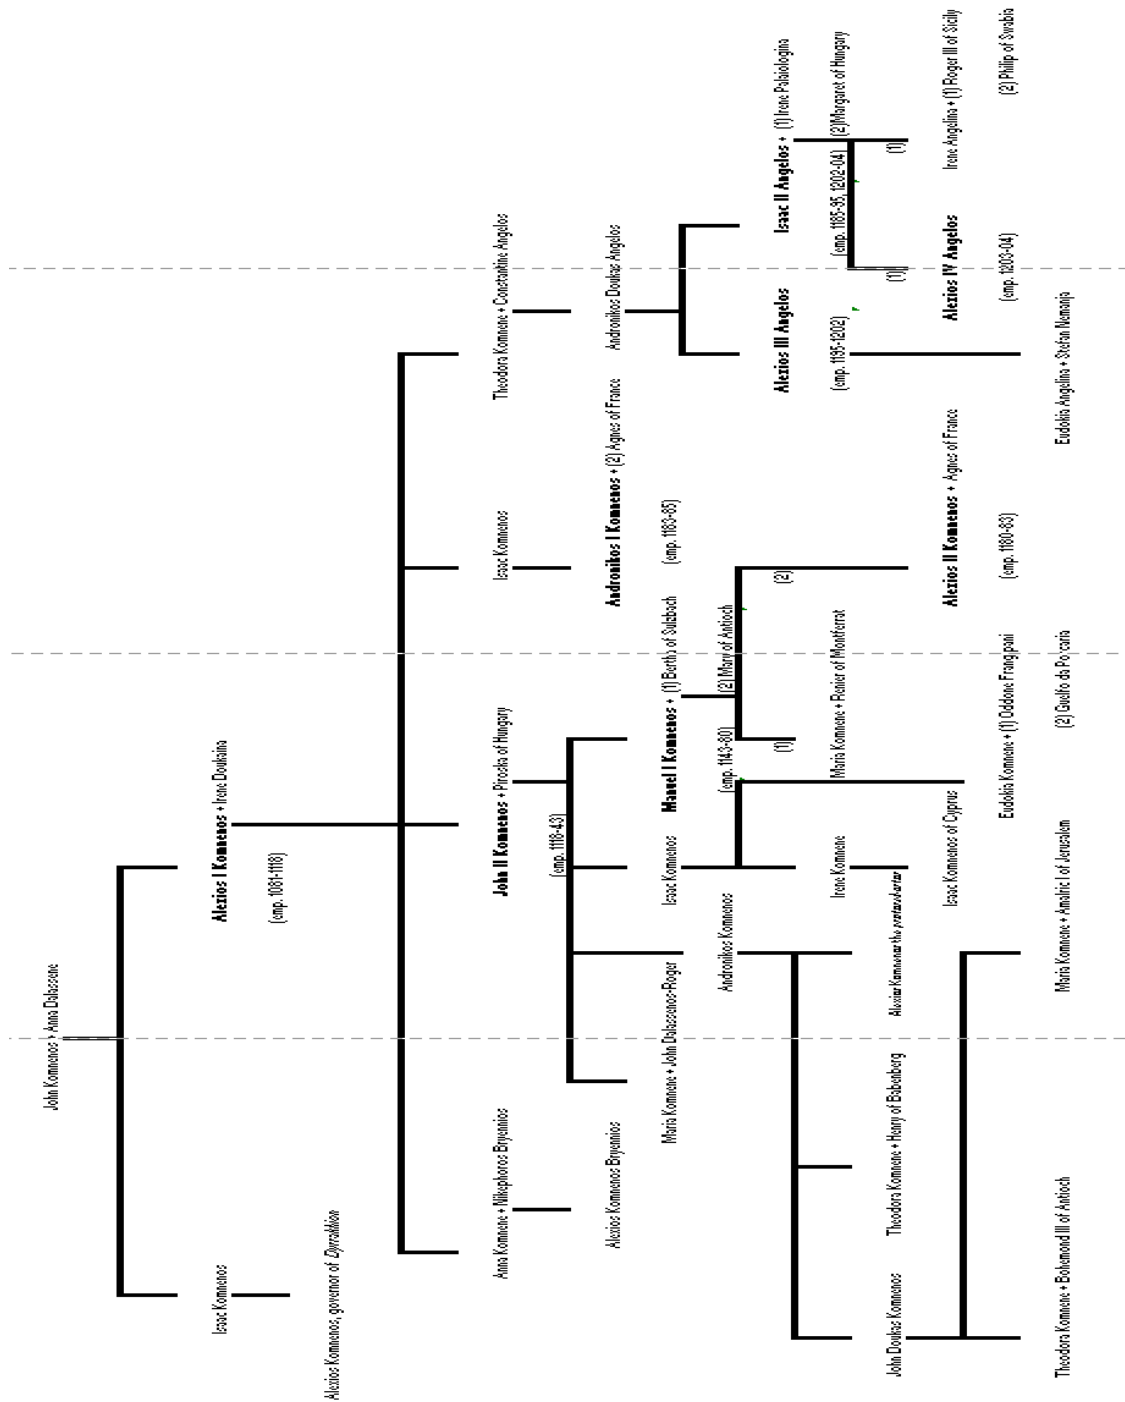 John Komnenos + Anna Dalassene
Isaac Komnenos
Alexios I Komnenos + Irene Doukaina
(emp. 1081-1118)
Alexios Komnenos, governor of Dyrrakhion
Anna Komnene + Nikephoros Bryennios
John II Komnenos + Piroska of Hungary
(emp. 1118-43)
Isaac Komnenos
Theodora Komnene + Constantine Angelos
Alexios Komnenos Bryennios
Andronikos I Komnenos + (2) Agnes of France
(emp. 1183-85)
Andronikos Doukas Angelos
Maria Komnene + John Dalassenos-Roger
Andronikos Komnenos
Isaac Komnenos
Manuel I Komnenos + (1) Bertha of Sulzbach
(emp. 1143-80)
(2) Mary of Antioch
Alexios III Angelos
(emp. 1195-1202)
Isaac II Angelos + (1) Irene Palaiologina
(emp. 1185-95, 1202-04)
(2) Margaret of Hungary
(1)
(2)
(1)
(1)
Irene Komnene
Maria Komnene + Renier of Montferrat
John Doukas Komnenos
Theodora Komnene + Henry of Babenberg
Alexios Komnenos the protosebastos
Isaac Komnenos of Cyprus
Alexios II Komnenos + Agnes of France
(emp. 1180-83)
Alexios IV Angelos
(emp. 1203-04)
Irene Angelina + (1) Roger III of Sicily
(2) Philip of Swabia
Eudokia Komnene + (1) Oddone Frangipani
(2) Guelfo da Porcaria
Theodora Komnene + Bohemond III of Antioch
Maria Komnene + Amalric I of Jerusalem
Eudokia Angelina + Stefan Nemanja